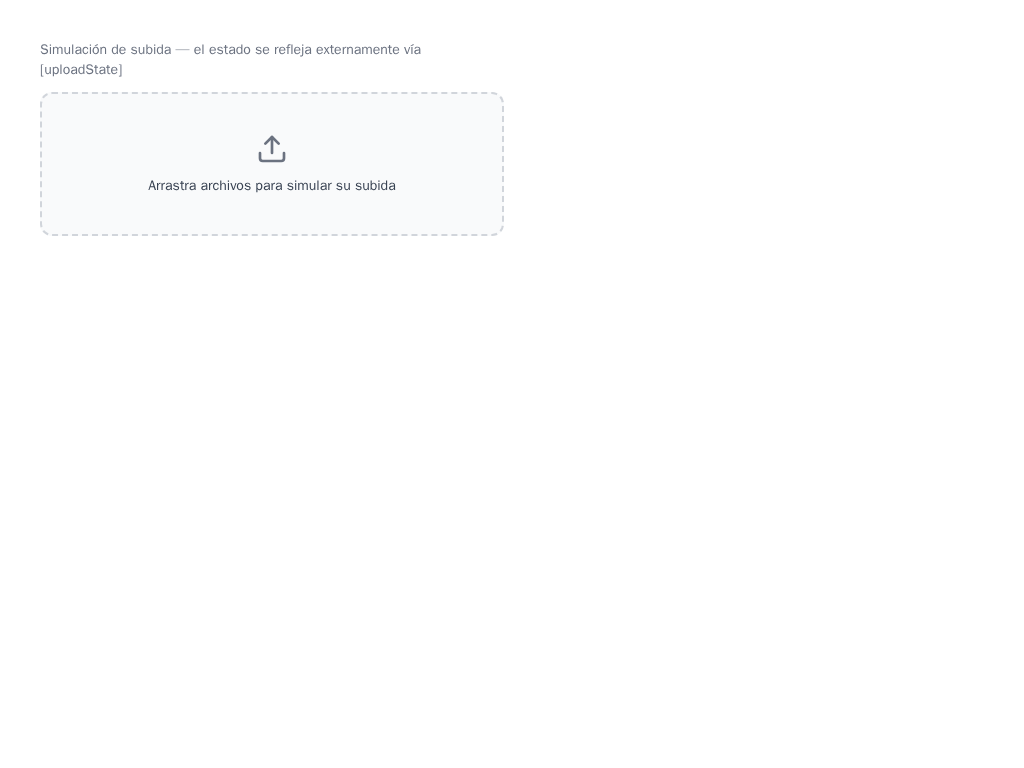 Simulación de subida — el estado se refleja externamente vía
[uploadState]
Arrastra archivos para simular su subida